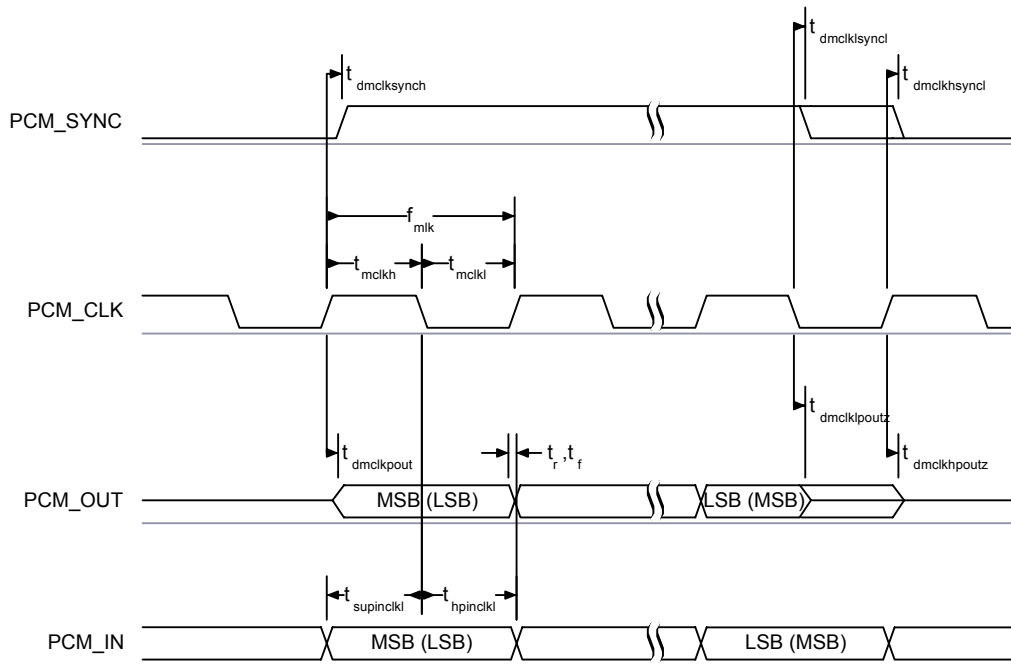 t dmclklsyncl
t dmclksynch
t dmclkhsyncl
PCM_SYNC
f mlk
t mclkh
t mclkl
PCM_CLK
t dmclklpoutz
t dmclkpout
t r ,t f
t dmclkhpoutz
PCM_OUT
MSB (LSB)
LSB (MSB)
t supinclkl
t hpinclkl
PCM_IN
MSB (LSB)
LSB (MSB)